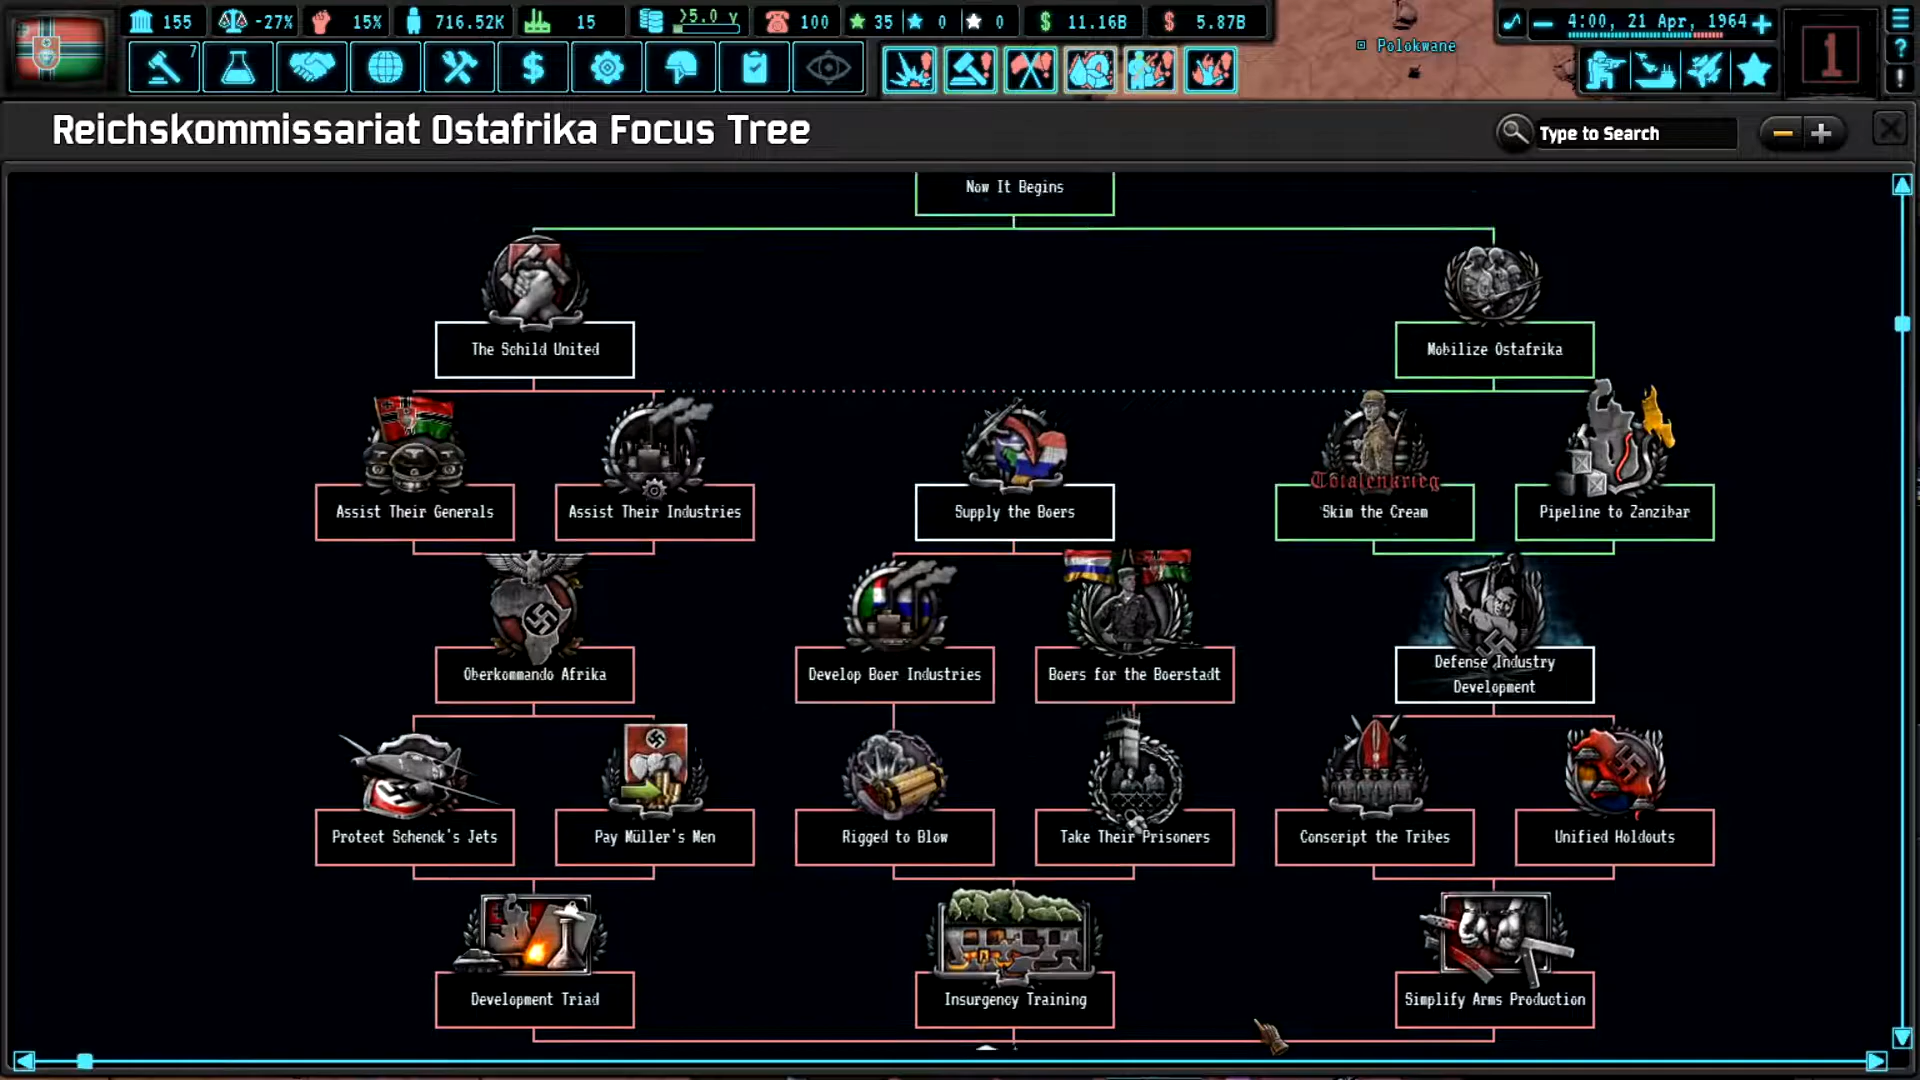 155
-27%
15%
716.52K
15
>5.0 y
100
35
0
0
11.16B
5.87B
Polokwane
4:00, 21 Apr, 1964
7
1
Reichskommissariat Ostafrika Focus Tree
Type to Search
Now It Begins
The Schild United
Mobilize Ostafrika
Totalenkrieg
Assist Their Generals
Assist Their Industries
Supply the Boers
Skim the Cream
Pipeline to Zanzibar
Oberkommando Afrika
Develop Boer Industries
Boers for the Boerstadt
Defense Industry
Development
Protect Schenck's Jets
Pay Müller's Men
Rigged to Blow
Take Their Prisoners
Conscript the Tribes
Unified Holdouts
Development Triad
Insurgency Training
Simplify Arms Production